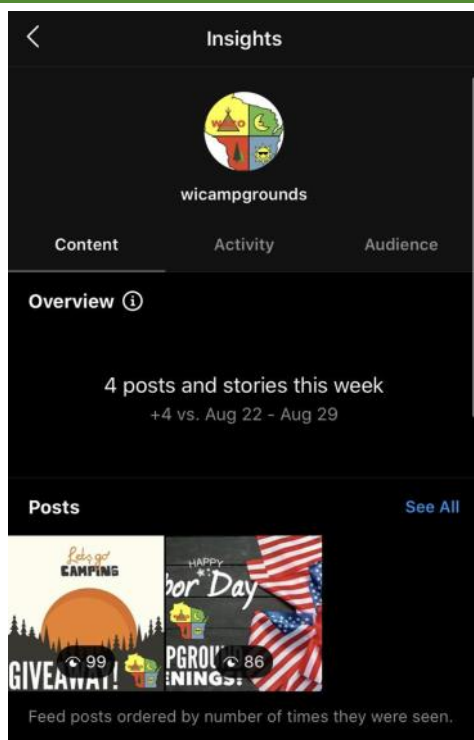 Insights
WACO
wicampgrounds
Content Activity Audience
Overview
4 posts and stories this week
+4 vs. Aug 22 - Aug 29
Posts See All
Let's go
CAMPING
GIVEAWAY!
99
HAPPY
bor Day
PGROU
ENINGS!
86
Feed posts ordered by number of times they were seen.